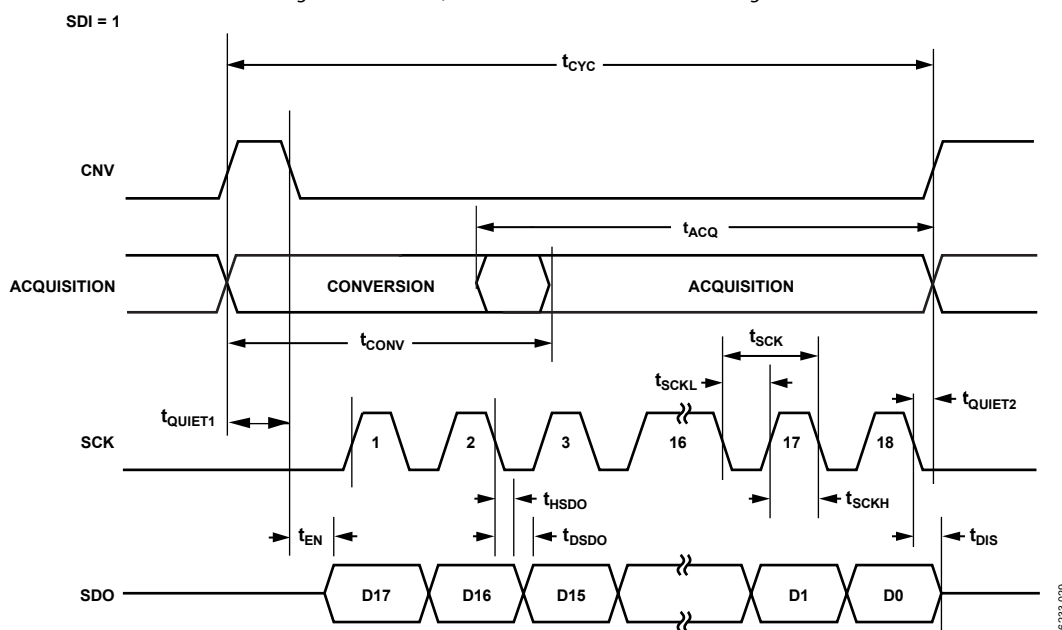 SDI = 1
tCYC
CNV
tACQ
ACQUISITION
CONVERSION
ACQUISITION
tCONV
tSCK
tSCKL
tQUIET1
tQUIET2
SCK
1
2
3
16
17
18
tHSDO
tSCKH
tEN
tDSDO
tDIS
SDO
D17
D16
D15
D1
D0